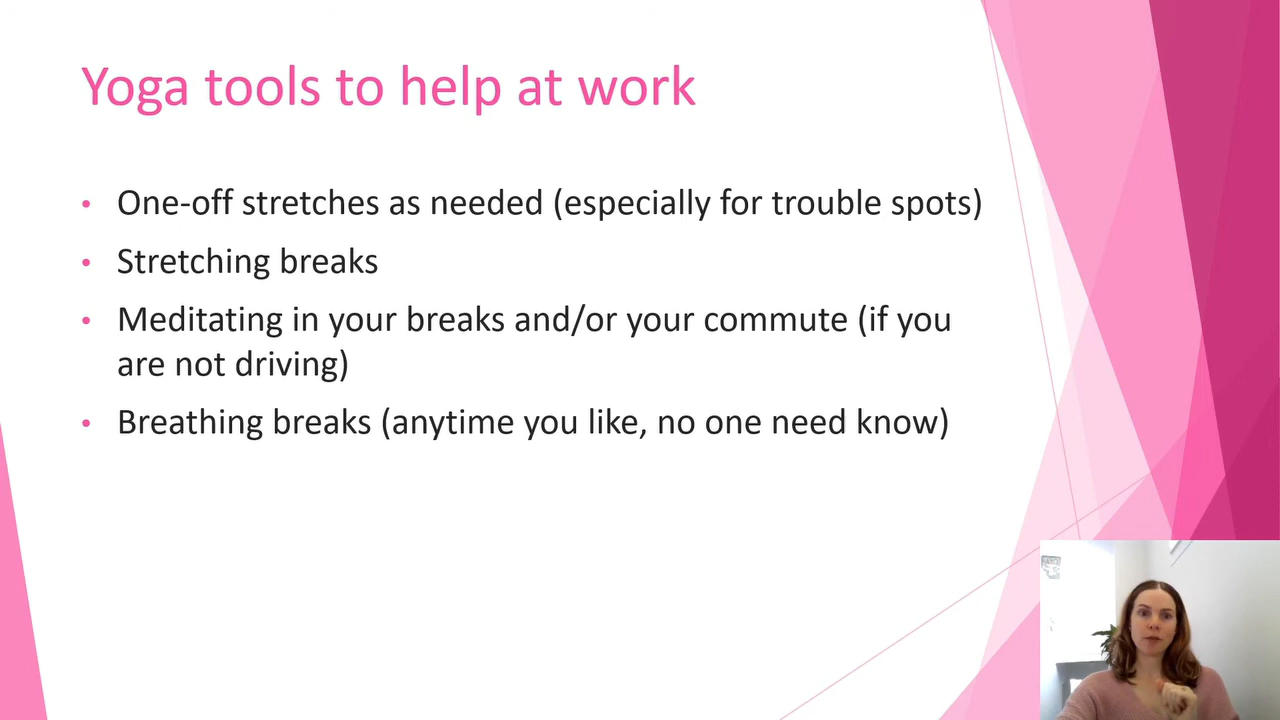 Yoga tools to help at work
• One-off stretches as needed (especially for trouble spots)
• Stretching breaks
• Meditating in your breaks and/or your commute (if you
are not driving)
• Breathing breaks (anytime you like, no one need know)